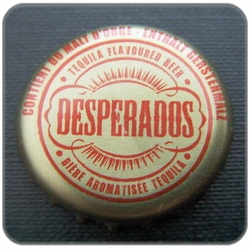 CONTIENT DU MALT D'ORGE - ENTHÄLT GERSTENMALZ
• TEQUILA FLAVOURED BEER •
DESPERADOS
BIÈRE AROMATISÉE TEQUILA